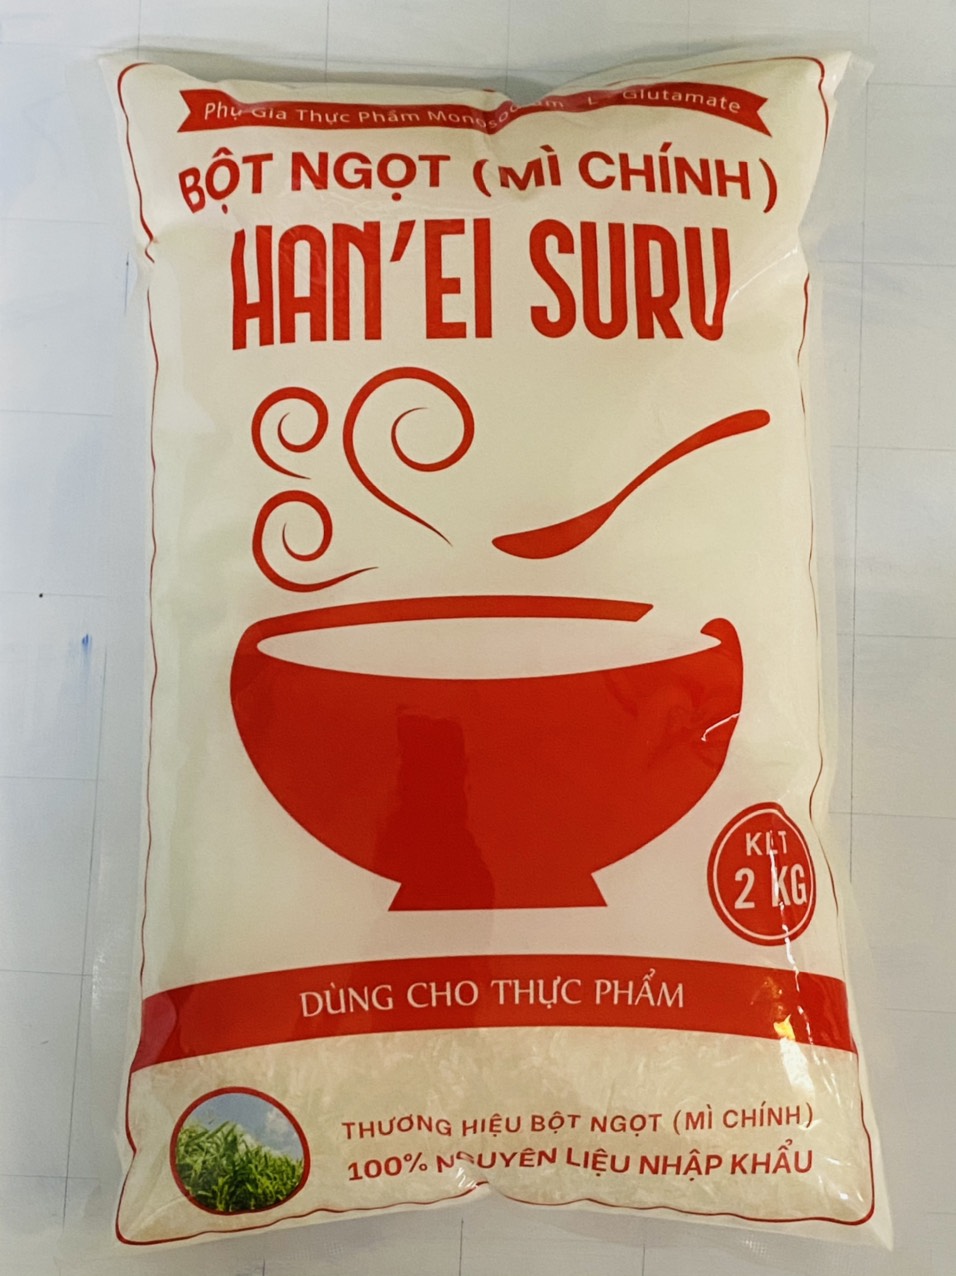 Phụ Gia Thực Phẩm Monosodium L - Glutamate
BỘT NGỌT (MÌ CHÍNH)
HAN'EI SURU
KLT
2 KG
DÙNG CHO THỰC PHẨM
THƯƠNG HIỆU BỘT NGỌT (MÌ CHÍNH)
100% NGUYÊN LIỆU NHẬP KHẨU